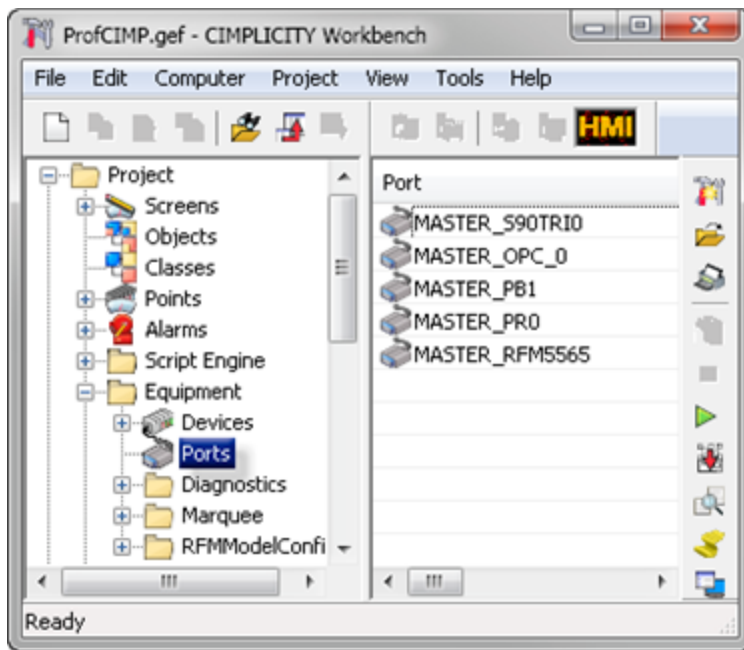 ProfCIMP.gef - CIMPLICITY Workbench
File Edit Computer Project View Tools Help
HMI
Project
Screens
Objects
Classes
Points
Alarms
Script Engine
Equipment
Devices
Ports
Diagnostics
Marquee
RFMModelConfi
Port
MASTER_S90TRI0
MASTER_OPC_0
MASTER_PB1
MASTER_PR0
MASTER_RFM5565
Ready